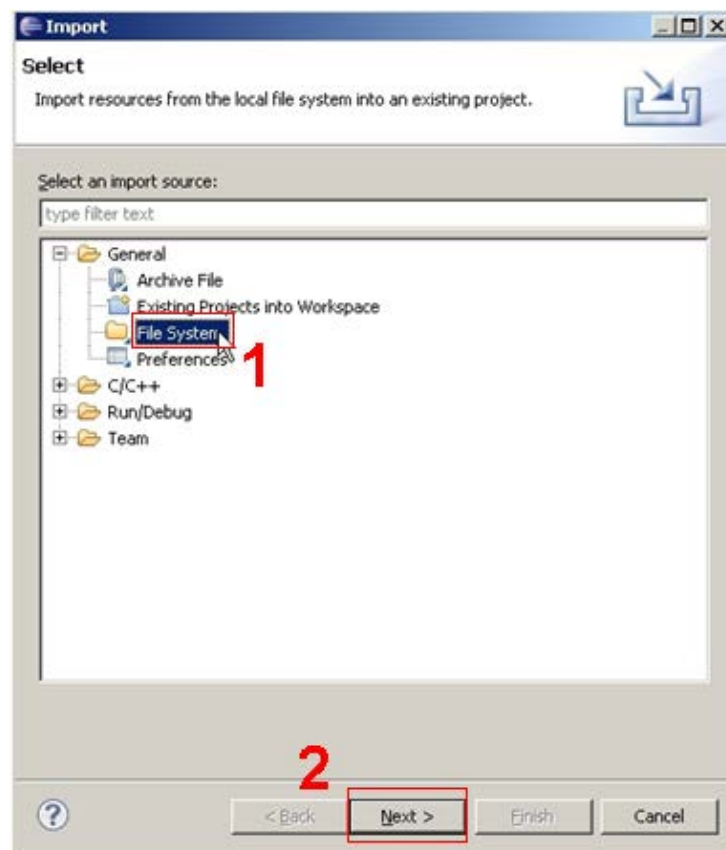 Import
Select
Import resources from the local file system into an existing project.
Select an import source:
type filter text
General
Archive File
Existing Projects into Workspace
File System
Preferences
1
C/C++
Run/Debug
Team
2
?
< Back
Next >
Finish
Cancel